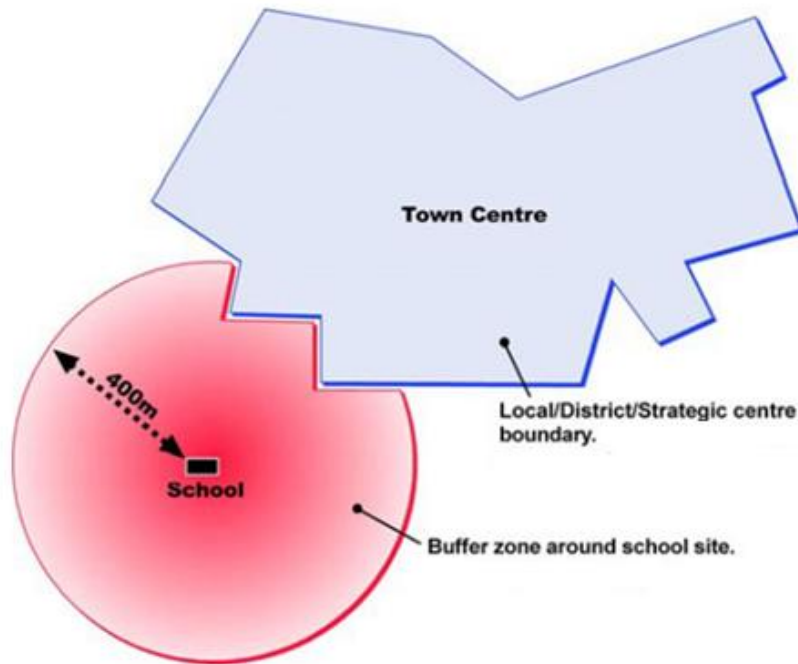 Town Centre
Local/District/Strategic centre
boundary.
400m
School
Buffer zone around school site.